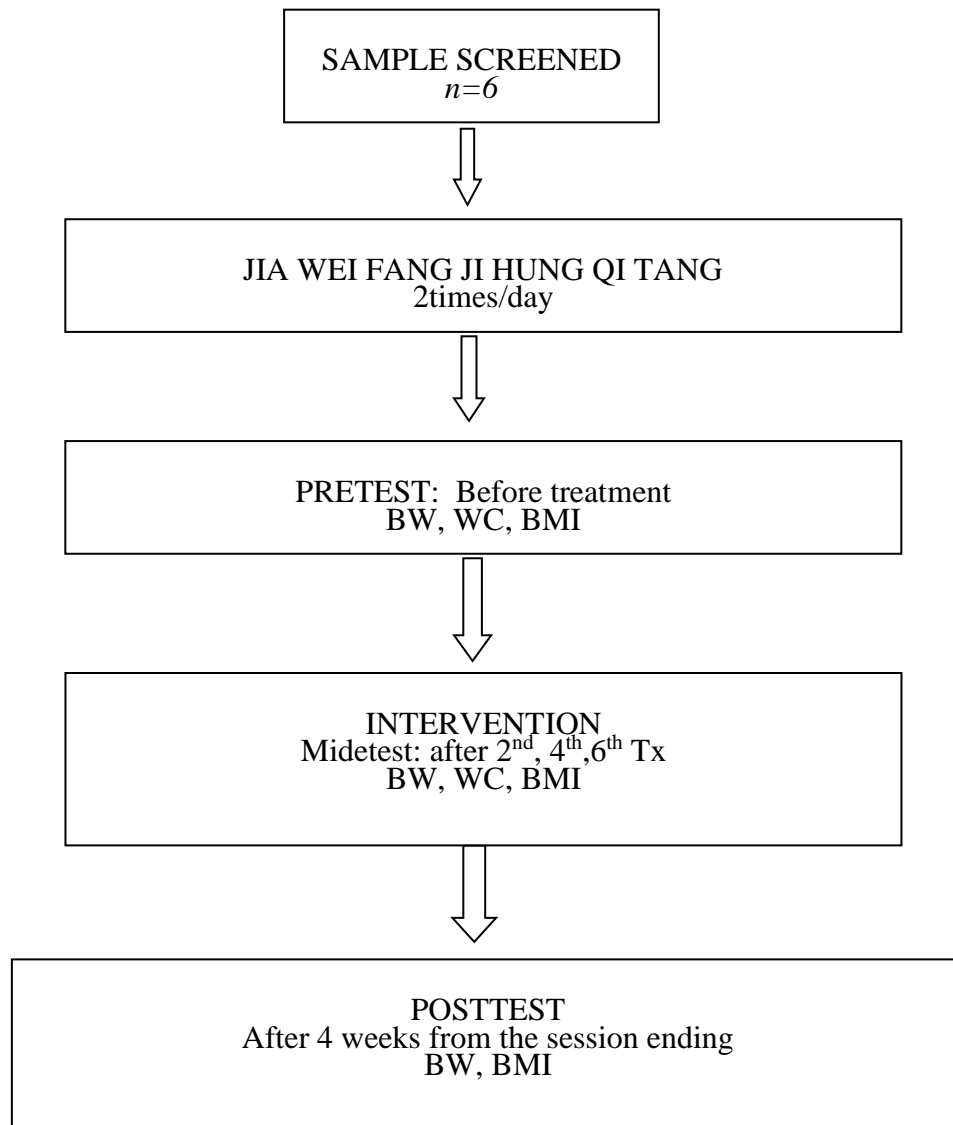 SAMPLE SCREENED
n=6
JIA WEI FANG JI HUNG QI TANG
2times/day
PRETEST: Before treatment
BW, WC, BMI
INTERVENTION
Midetest: after 2nd, 4th,6th Tx
BW, WC, BMI
POSTTEST
After 4 weeks from the session ending
BW, BMI